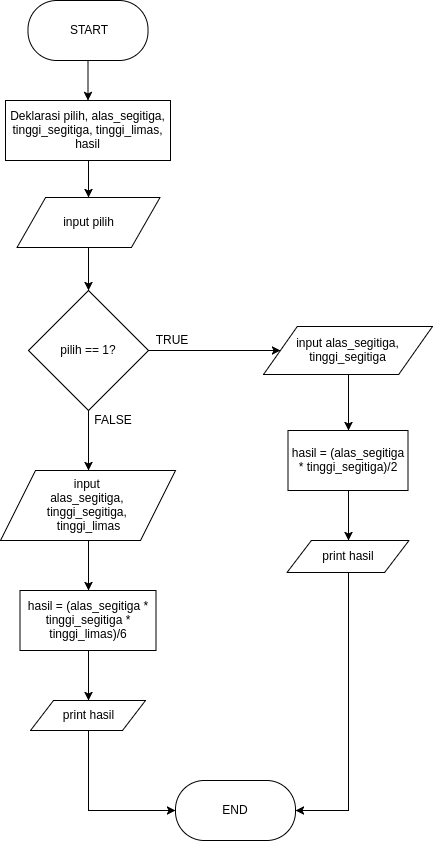 START
Deklarasi pilih, alas_segitiga,
tinggi_segitiga, tinggi_limas,
hasil
input pilih
pilih == 1?
TRUE
input alas_segitiga,
tinggi_segitiga
hasil = (alas_segitiga
* tinggi_segitiga)/2
print hasil
FALSE
input
alas_segitiga,
tinggi_segitiga,
tinggi_limas
hasil = (alas_segitiga *
tinggi_segitiga *
tinggi_limas)/6
print hasil
END